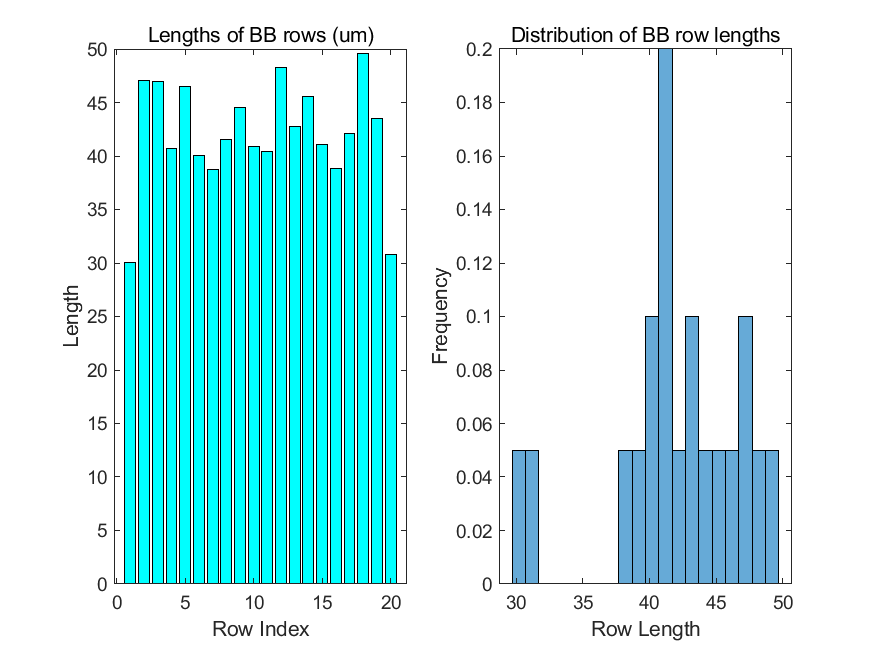 Lengths of BB rows (um)
50
45
40
35
30
25
20
15
10
5
0
Length
0 5 10 15 20
Row Index
Distribution of BB row lengths
0.2
0.18
0.16
0.14
0.12
0.1
0.08
0.06
0.04
0.02
0
Frequency
30 35 40 45 50
Row Length